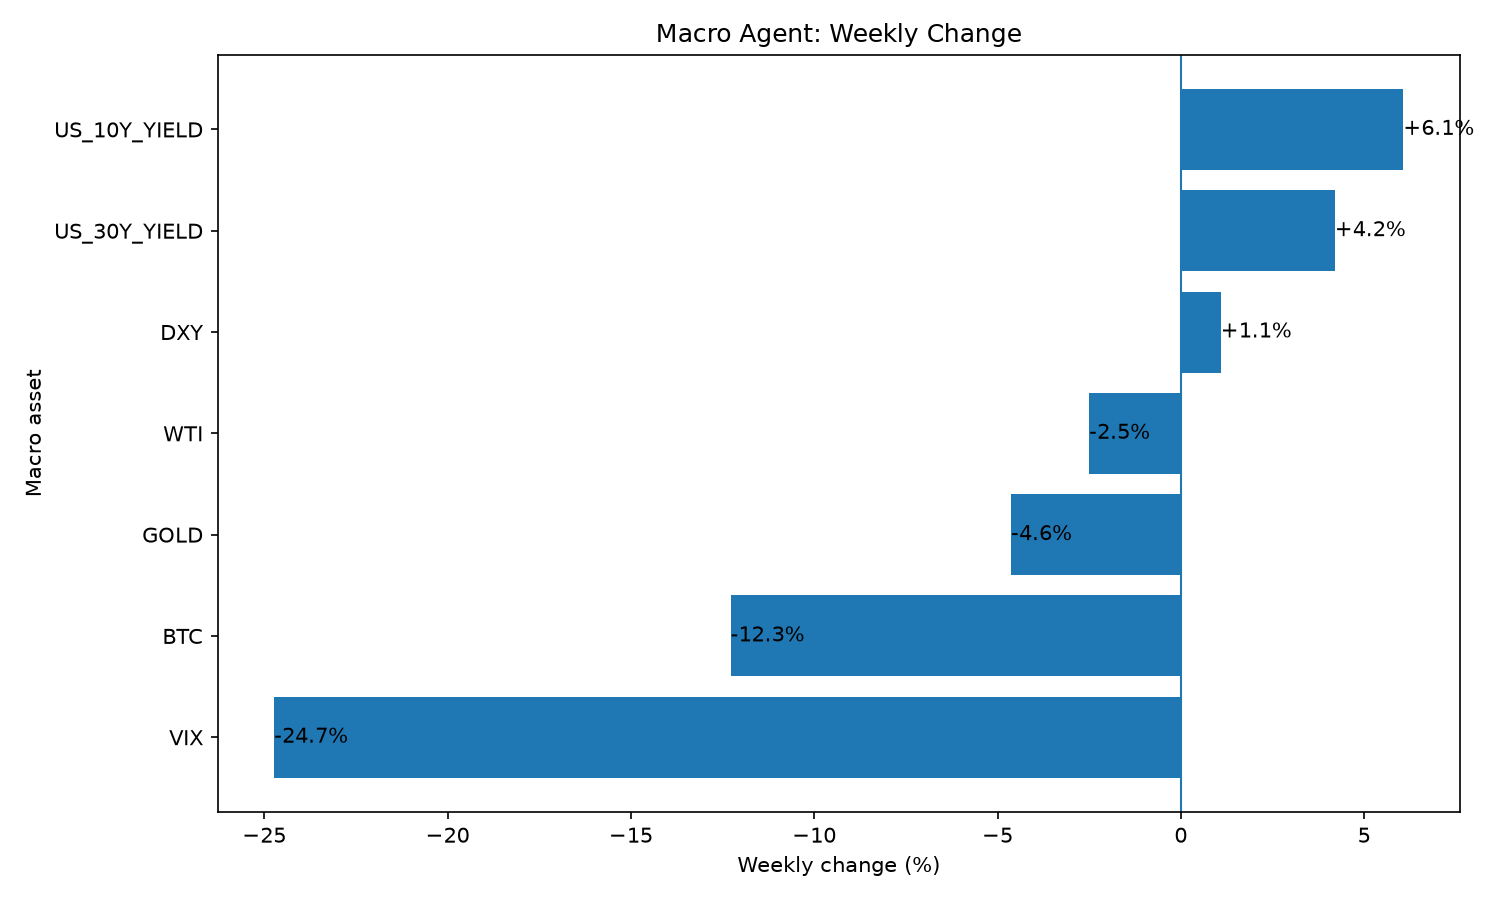 Macro Agent: Weekly Change
US_10Y_YIELD
+6.1%
US_30Y_YIELD
+4.2%
DXY
+1.1%
WTI
-2.5%
GOLD
-4.6%
BTC
-12.3%
VIX
-24.7%
Macro asset
−25 −20 −15 −10 −5 0 5
Weekly change (%)